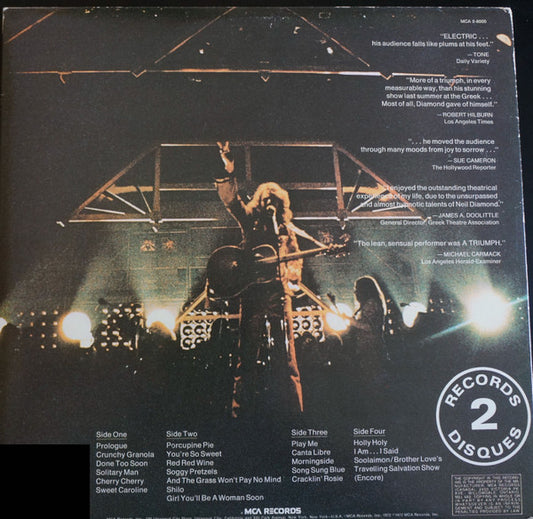 MCA 2-8000
"ELECTRIC . . .
his audience falls like plums at his feet."
— TONE
Daily Variety
"More of a triumph, in every
measurable way, than his stunning
show last summer at the Greek . . .
Most of all, Diamond gave of himself."
— ROBERT HILBURN
Los Angeles Times
". . . he moved the audience
through many moods from joy to sorrow . . ."
— SUE CAMERON
The Hollywood Reporter
enjoyed the outstanding theatrical
of my life, due to the unsurpassed
and almost hypnotic talents of Neil Diamond."
— JAMES A. DOOLITTLE
General Director, Greek Theatre Association
"The lean, sensual performer was A TRIUMPH."
— MICHAEL CARMACK
Los Angeles Herald-Examiner
RECORDS
2
DISQUES
Side One
Prologue
Crunchy Granola
Done Too Soon
Solitary Man
Cherry Cherry
Sweet Caroline
Side Two
Porcupine Pie
You're So Sweet
Red Red Wine
Soggy Pretzels
And The Grass Won't Pay No Mind
Shilo
Girl You'll Be A Woman Soon
Side Three
Play Me
Canta Libre
Morningside
Song Sung Blue
Cracklin' Rosie
Side Four
Holly Holy
I Am . . . I Said
Soolaimon/Brother Love's
Travelling Salvation Show
(Encore)
MCA RECORDS